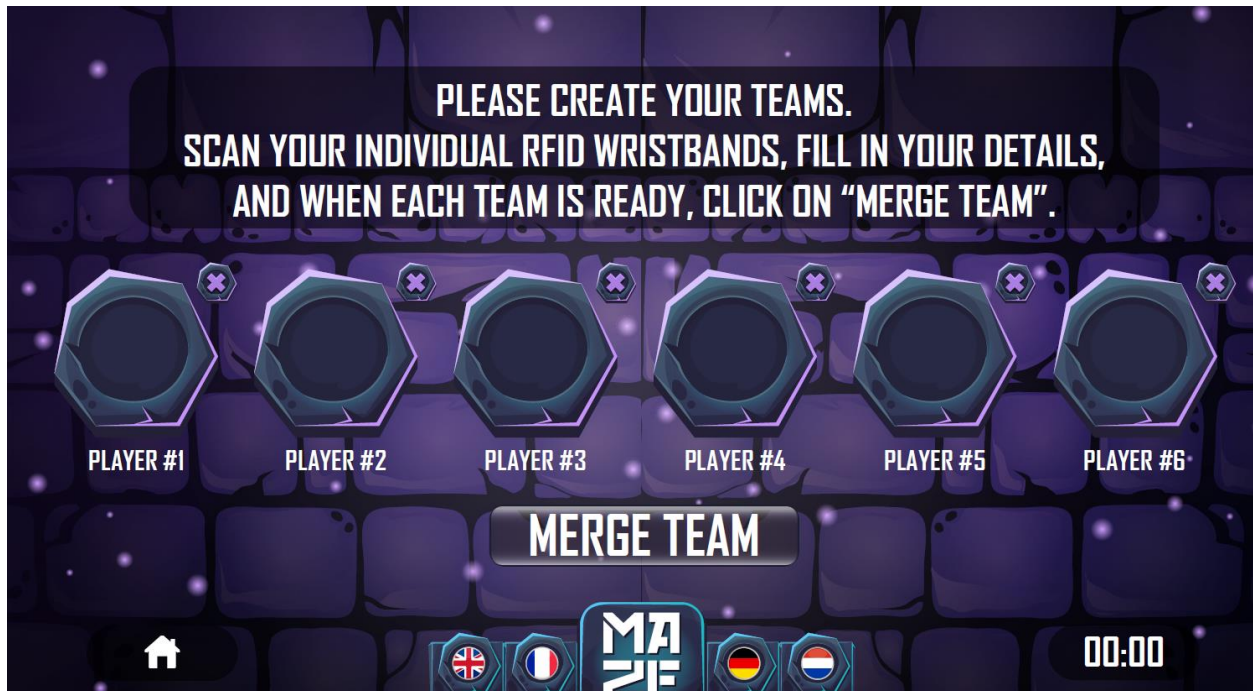 PLEASE CREATE YOUR TEAMS.
SCAN YOUR INDIVIDUAL RFID WRISTBANDS, FILL IN YOUR DETAILS,
AND WHEN EACH TEAM IS READY, CLICK ON “MERGE TEAM”.
PLAYER #1
PLAYER #2
PLAYER #3
PLAYER #4
PLAYER #5
PLAYER #6
MERGE TEAM
MA
ZE
00:00